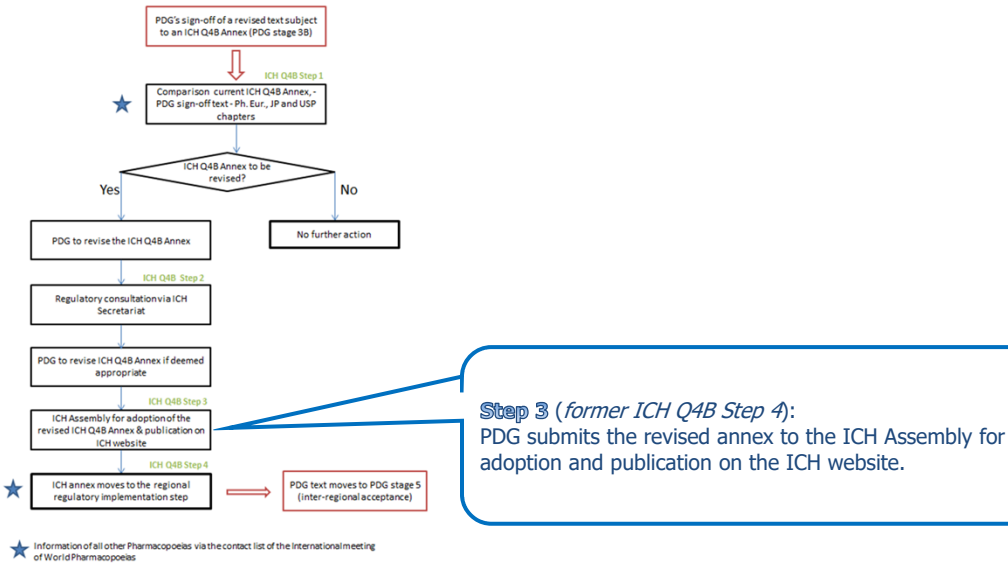 PDG's sign-off of a revised text subject
to an ICH Q4B Annex (PDG stage 3B)
ICH Q4B Step 1
Comparison current ICH Q4B Annex, -
PDG sign-off text - Ph. Eur., JP and USP
chapters
ICH Q4B Annex to be
revised?
Yes
No
PDG to revise the ICH Q4B Annex
No further action
ICH Q4B Step 2
Regulatory consultation via ICH
Secretariat
PDG to revise ICH Q4B Annex if deemed
appropriate
ICH Q4B Step 3
ICH Assembly for adoption of the
revised ICH Q4B Annex & publication on
ICH website
Step 3 (former ICH Q4B Step 4):
PDG submits the revised annex to the ICH Assembly for
adoption and publication on the ICH website.
ICH Q4B Step 4
ICH annex moves to the regional
regulatory implementation step
PDG text moves to PDG stage 5
(inter-regional acceptance)
Information of all other Pharmacopoeias via the contact list of the International meeting
of World Pharmacopoeias